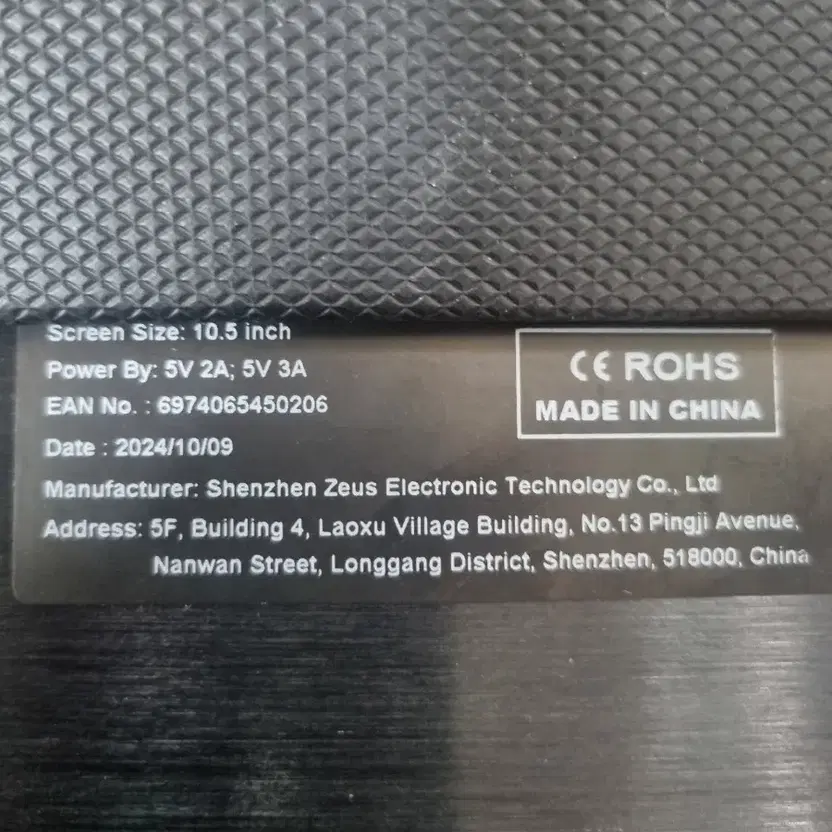 Screen Size: 10.5 inch
Power By: 5V 2A; 5V 3A
EAN No. : 6974065450206
Date : 2024/10/09
CE ROHS
MADE IN CHINA
Manufacturer: Shenzhen Zeus Electronic Technology Co., Ltd
Address: 5F, Building 4, Laoxu Village Building, No.13 Pingji Avenue,
Nanwan Street, Longgang District, Shenzhen, 518000, China